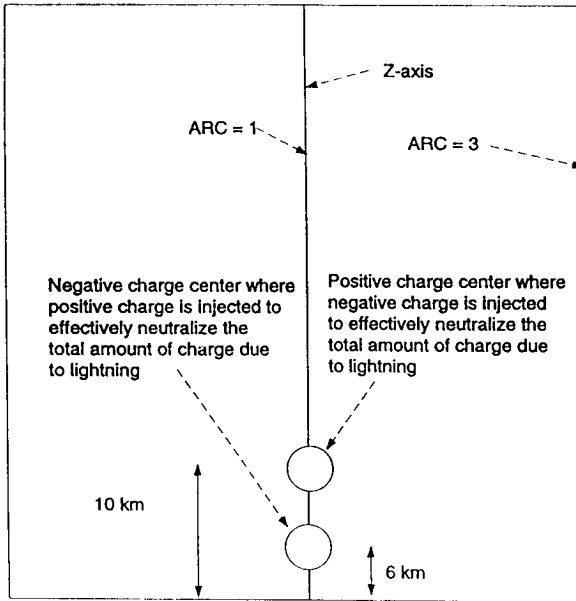 Z-axis
ARC = 1
ARC = 3
Negative charge center where
positive charge is injected to
effectively neutralize the
total amount of charge due
to lightning
Positive charge center where
negative charge is injected
to effectively neutralize the
total amount of charge due
to lightning
10 km
6 km